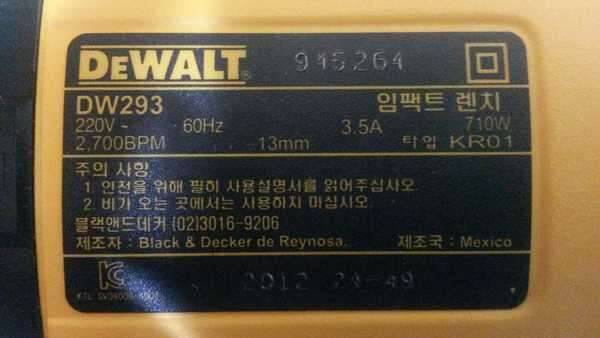 DEWALT® 945264
DW293 임팩트 렌치
220V~ 60Hz 3.5A 710W
2,700BPM 13mm 타입 KR01
주의 사항
1. 안전을 위해 필히 사용설명서를 읽어주십시오
2. 비가 오는 곳에서는 사용하지 마십시오.
블랙앤드데커 (02)3016-9206
제조자 : Black & Decker de Reynosa. 제조국 : Mexico
2012 24-49
KTL